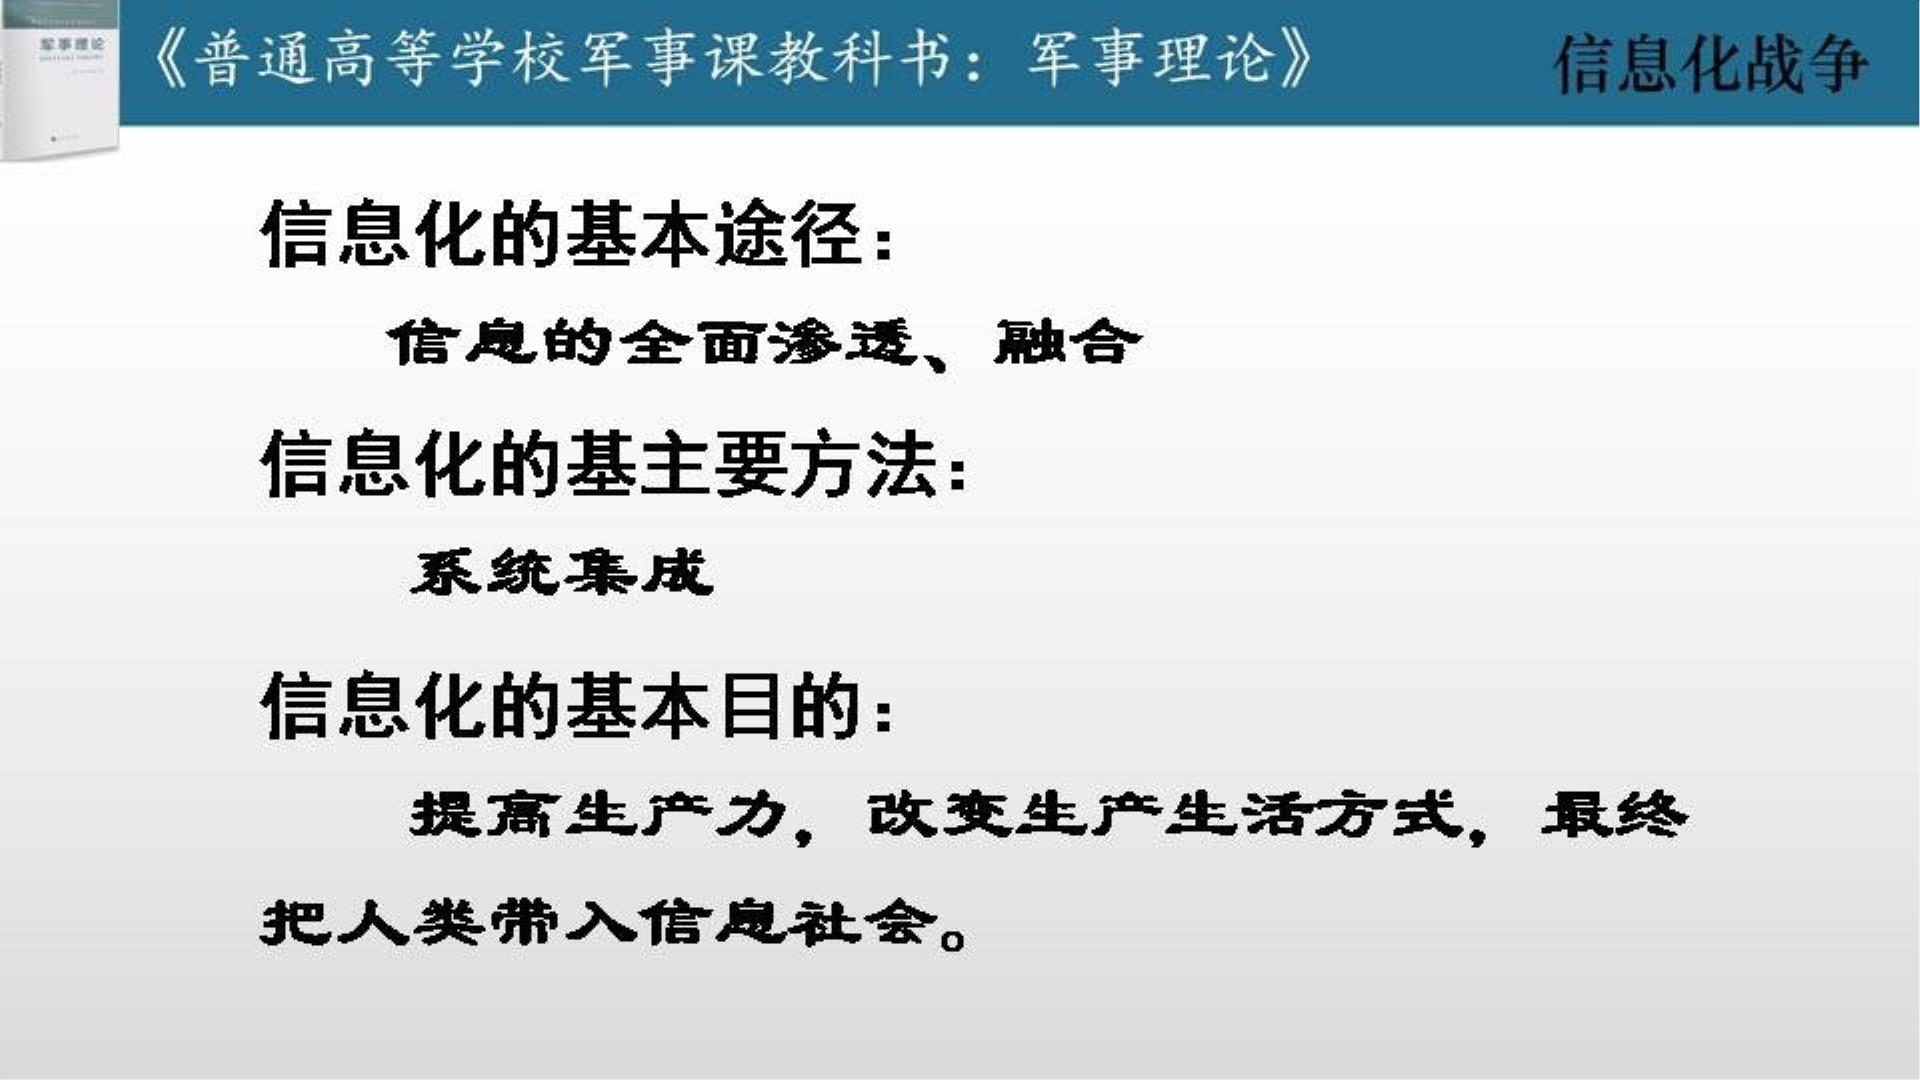 军事理论
《普通高等学校军事课教科书：军事理论》
信息化战争
信息化的基本途径：
信息的全面渗透、融合
信息化的基主要方法：
系统集成
信息化的基本目的：
提高生产力，改变生产生活方式，最终
把人类带入信息社会。